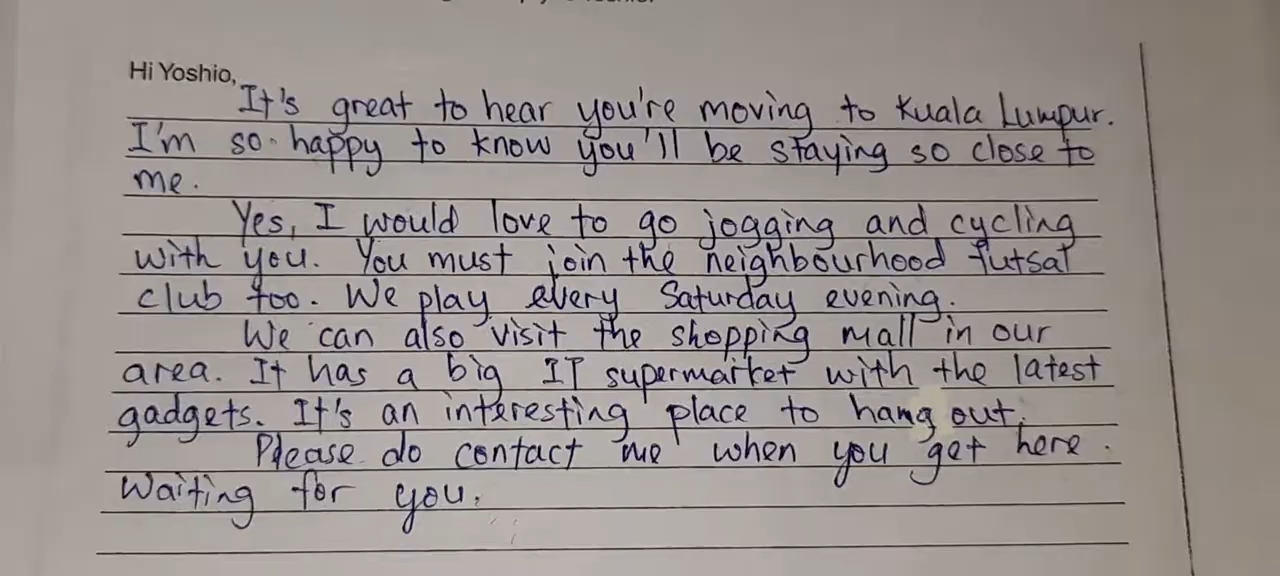 Hi Yoshio,
It's great to hear you're moving to Kuala Lumpur.
I'm so happy to know you'll be staying so close to
me.
Yes, I would love to go jogging and cycling
with you. You must join the neighbourhood futsal
club too. We play every Saturday evening.
We can also visit the shopping mall in our
area. It has a big IT supermarket with the latest
gadgets. It's an interesting place to hang out.
Please do contact me when you get here.
Waiting for you.